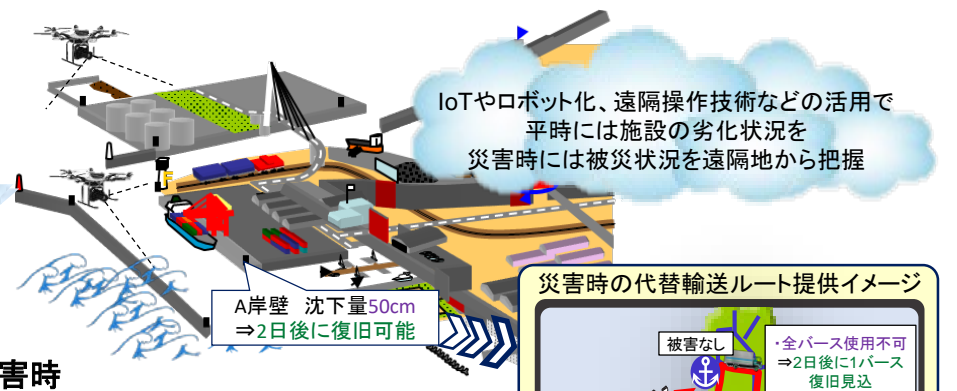 IoTやロボット化、遠隔操作技術などの活用で
平時には施設の劣化状況を
災害時には被災状況を遠隔地から把握
A岸壁 沈下量50cm
⇒2日後に復旧可能
災害時の代替輸送ルート提供イメージ
被害なし
・全バース使用不可
⇒2日後に1バース
復旧見込
害時